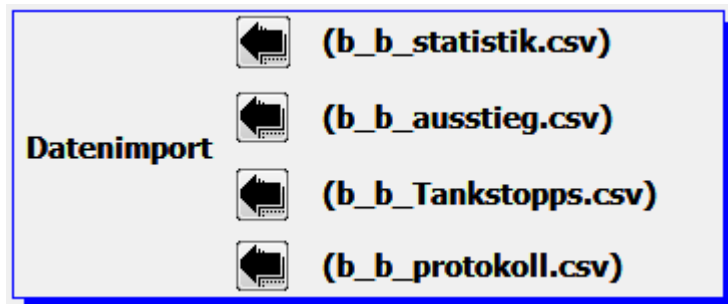 (b_b_statistik.csv)
(b_b_ausstieg.csv)
Datenimport
(b_b_Tankstopps.csv)
(b_b_protokoll.csv)